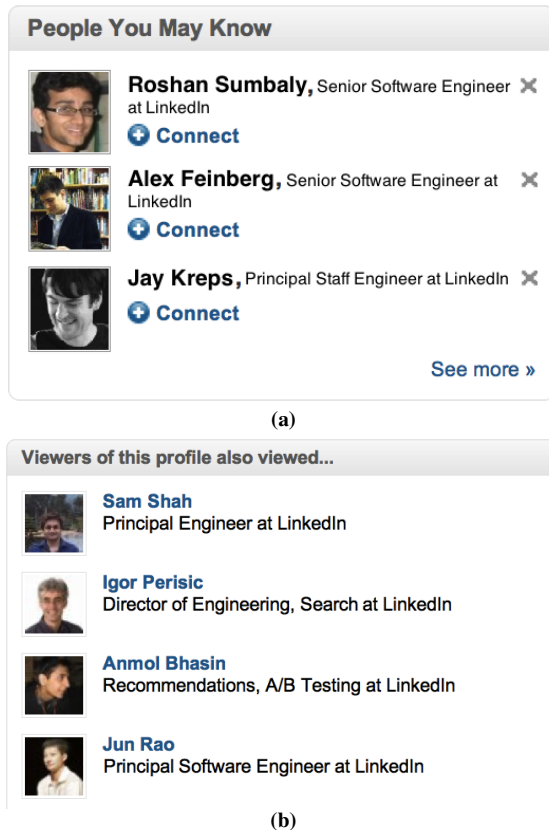 People You May Know
Roshan Sumbaly, Senior Software Engineer
at LinkedIn
Connect
Alex Feinberg, Senior Software Engineer at
LinkedIn
Connect
Jay Kreps, Principal Staff Engineer at LinkedIn
Connect
See more »
(a)
Viewers of this profile also viewed...
Sam Shah
Principal Engineer at LinkedIn
Igor Perisic
Director of Engineering, Search at LinkedIn
Anmol Bhasin
Recommendations, A/B Testing at LinkedIn
Jun Rao
Principal Software Engineer at LinkedIn
(b)